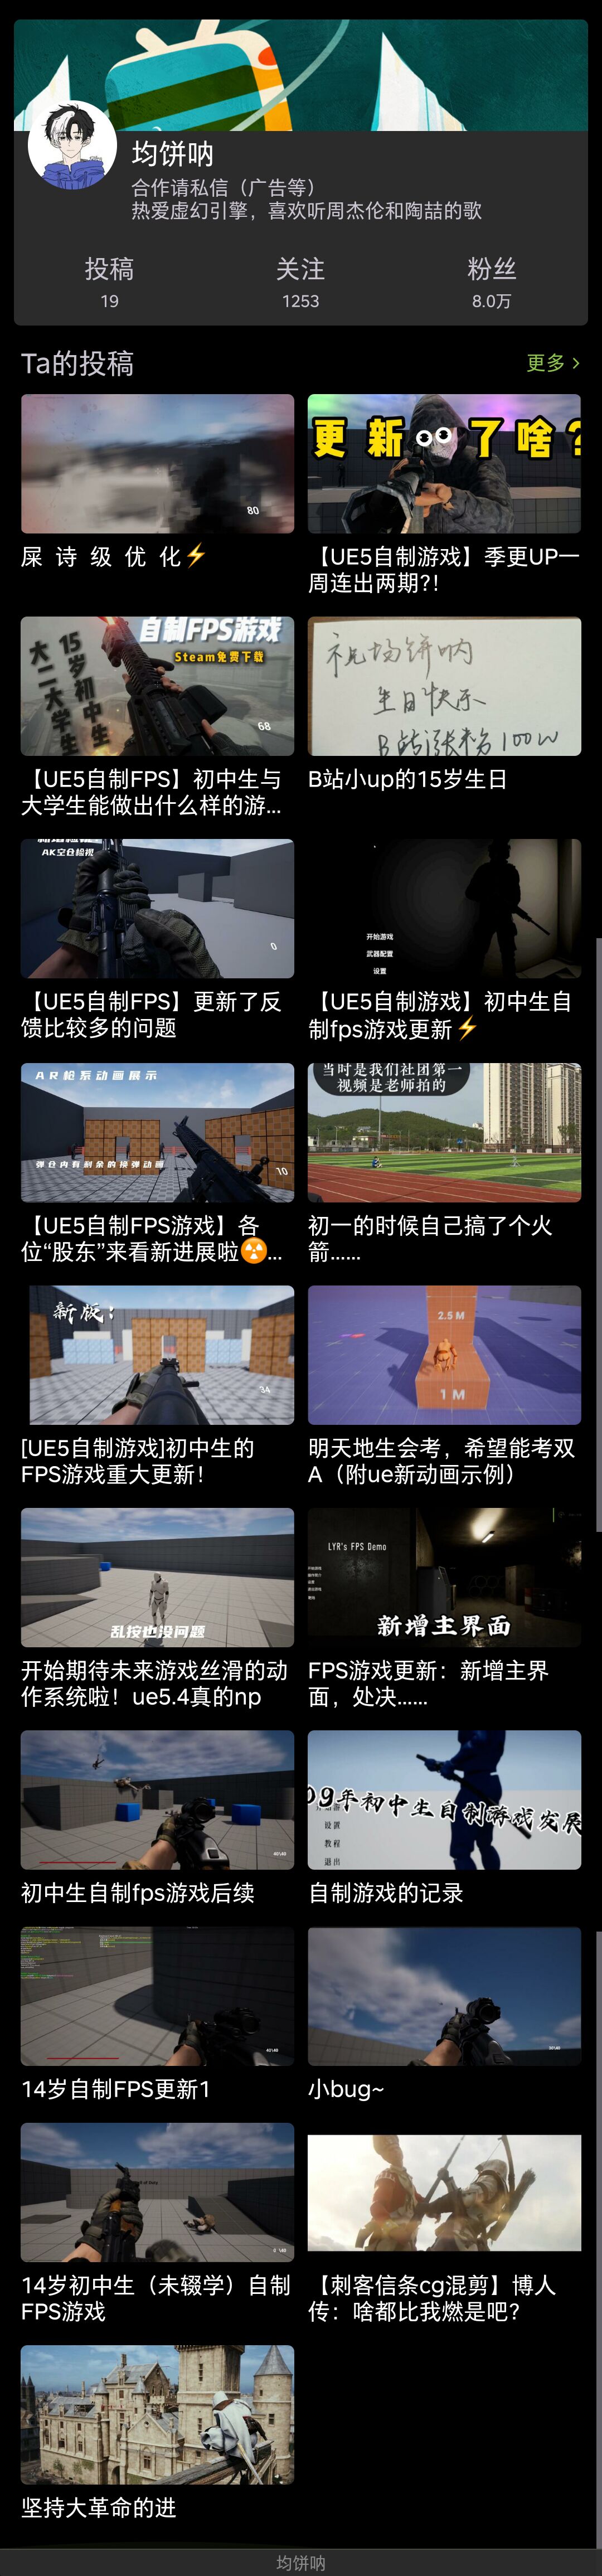 均饼呐
合作请私信（广告等）
热爱虚幻引擎，喜欢听周杰伦和陶喆的歌
投稿 关注 粉丝
19 1253 8.0万
Ta的投稿 更多 >
80
屎 诗 级 优 化⚡
更新 了啥？
【UE5自制游戏】季更UP一
周连出两期?!
自制FPS游戏
Steam免费下载
15岁初中生
大二大学生
68
【UE5自制FPS】初中生与
大学生能做出什么样的游...
祝均饼呐
生日快乐
B站涨粉100W
B站小up的15岁生日
AK空仓检视
0
【UE5自制FPS】更新了反
馈比较多的问题
开始游戏
武器配置
设置
【UE5自制游戏】初中生自
制fps游戏更新⚡
AR枪系动画展示
弹仓内有剩余的换弹动画
10
【UE5自制FPS游戏】各
位“股东”来看新进展啦☢...
当时是我们社团第一
视频是老师拍的
初一的时候自己搞了个火
箭......
新版：
34
[UE5自制游戏]初中生的
FPS游戏重大更新！
2.5 M
1 M
明天地生会考，希望能考双
A（附ue新动画示例）
乱按也没问题
开始期待未来游戏丝滑的动
作系统啦！ue5.4真的np
LYR's FPS Demo
新增主界面
FPS游戏更新：新增主界
面，处决......
初中生自制fps游戏后续
09年初中生自制游戏发展
设置
教程
退出
自制游戏的记录
14岁自制FPS更新1
小bug~
14岁初中生（未辍学）自制
FPS游戏
【刺客信条cg混剪】博人
传：啥都比我燃是吧？
坚持大革命的进
均饼呐